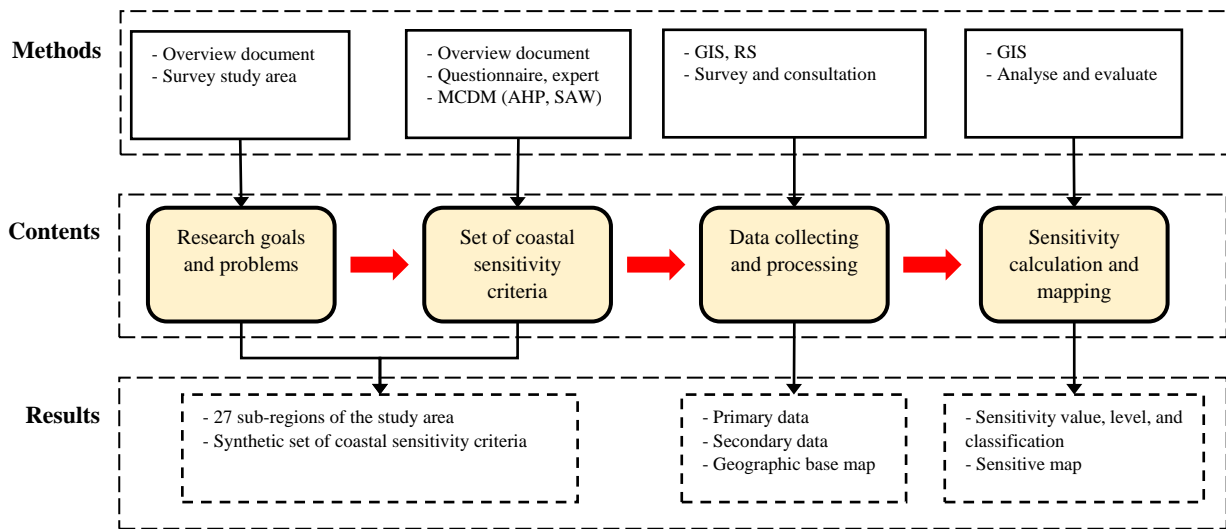 Methods
- Overview document
- Survey study area
- Overview document
- Questionnaire, expert
- MCDM (AHP, SAW)
- GIS, RS
- Survey and consultation
- GIS
- Analyse and evaluate
Contents
Research goals
and problems
Set of coastal
sensitivity
criteria
Data collecting
and processing
Sensitivity
calculation and
mapping
Results
- 27 sub-regions of the study area
- Synthetic set of coastal sensitivity criteria
- Primary data
- Secondary data
- Geographic base map
- Sensitivity value, level, and
classification
- Sensitive map